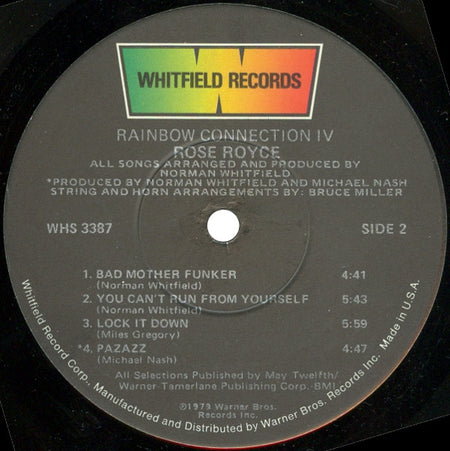 WHITFIELD RECORDS
RAINBOW CONNECTION IV
ROSE ROYCE
ALL SONGS ARRANGED AND PRODUCED BY
NORMAN WHITFIELD
*PRODUCED BY NORMAN WHITFIELD AND MICHAEL NASH
STRING AND HORN ARRANGEMENTS BY: BRUCE MILLER
WHS 3387 SIDE 2
1. BAD MOTHER FUNKER 4:41
(Norman Whitfield)
2. YOU CAN'T RUN FROM YOURSELF 5:43
(Norman Whitfield)
3. LOCK IT DOWN 5:59
(Miles Gregory)
*4. PAZAZZ 4:47
(Michael Nash)
All Selections Published by May Twelfth/
Warner-Tamerlane Publishing Corp.-BMI
©1979 Warner Bros.
Records Inc.
Whitfield Record Corp., Manufactured and Distributed by Warner Bros. Records Inc. Made in U.S.A.